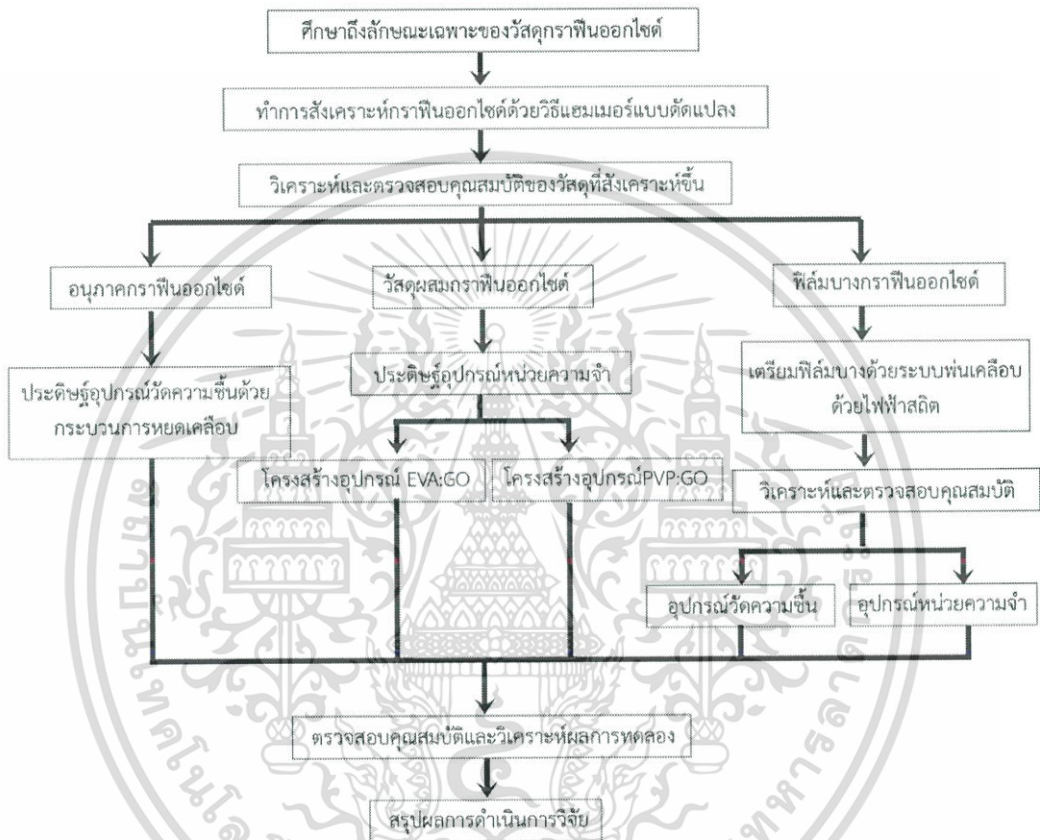 ศึกษาถึงลักษณะเฉพาะของวัสดุกราฟีนออกไซด์
ทำการสังเคราะห์กราฟีนออกไซด์ด้วยวิธีแฮมเมอร์แบบดัดแปลง
วิเคราะห์และตรวจสอบคุณสมบัติของวัสดุที่สังเคราะห์ขึ้น
อนุภาคกราฟีนออกไซด์
วัสดุผสมกราฟีนออกไซด์
ฟิล์มบางกราฟีนออกไซด์
ประดิษฐ์อุปกรณ์วัดความชื้นด้วย
กระบวนการหยดเคลือบ
ประดิษฐ์อุปกรณ์หน่วยความจำ
เตรียมฟิล์มบางด้วยระบบพ่นเคลือบ
ด้วยไฟฟ้าสถิต
โครงสร้างอุปกรณ์ EVA:GO
โครงสร้างอุปกรณ์PVP:GO
วิเคราะห์และตรวจสอบคุณสมบัติ
อุปกรณ์วัดความชื้น
อุปกรณ์หน่วยความจำ
ตรวจสอบคุณสมบัติและวิเคราะห์ผลการทดลอง
สรุปผลการดำเนินการวิจัย